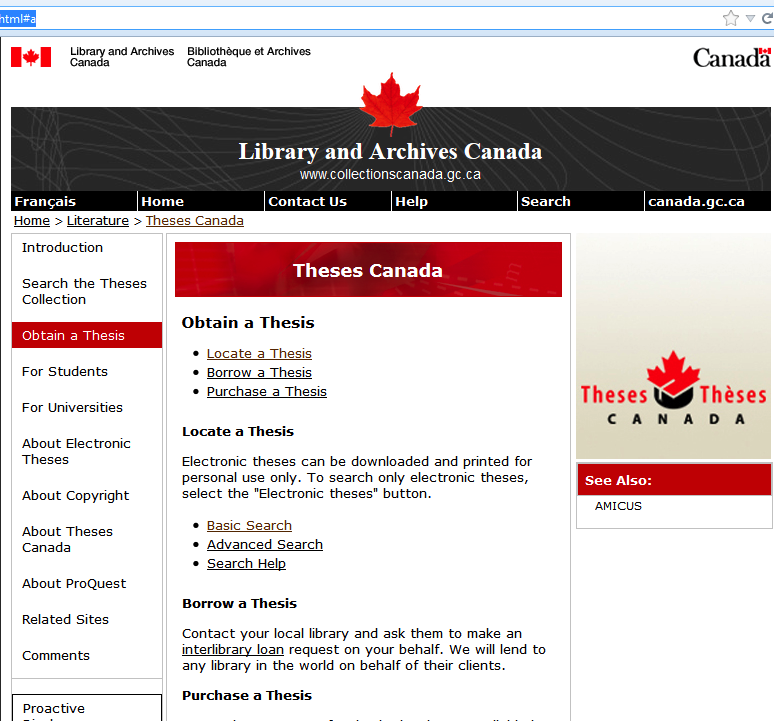 html#a
Library and Archives Bibliothèque et Archives
Canada Canada
Canada
Library and Archives Canada
www.collectionscanada.gc.ca
Français Home Contact Us Help Search canada.gc.ca
Home > Literature > Theses Canada
Introduction
Search the Theses
Collection
Obtain a Thesis
For Students
For Universities
About Electronic
Theses
About Copyright
About Theses
Canada
About ProQuest
Related Sites
Comments
Proactive
Theses Canada
Obtain a Thesis
• Locate a Thesis
• Borrow a Thesis
• Purchase a Thesis
Locate a Thesis
Electronic theses can be downloaded and printed for
personal use only. To search only electronic theses,
select the "Electronic theses" button.
• Basic Search
• Advanced Search
• Search Help
Borrow a Thesis
Contact your local library and ask them to make an
interlibrary loan request on your behalf. We will lend to
any library in the world on behalf of their clients.
Purchase a Thesis
Theses Thèses
CANADA
See Also:
AMICUS